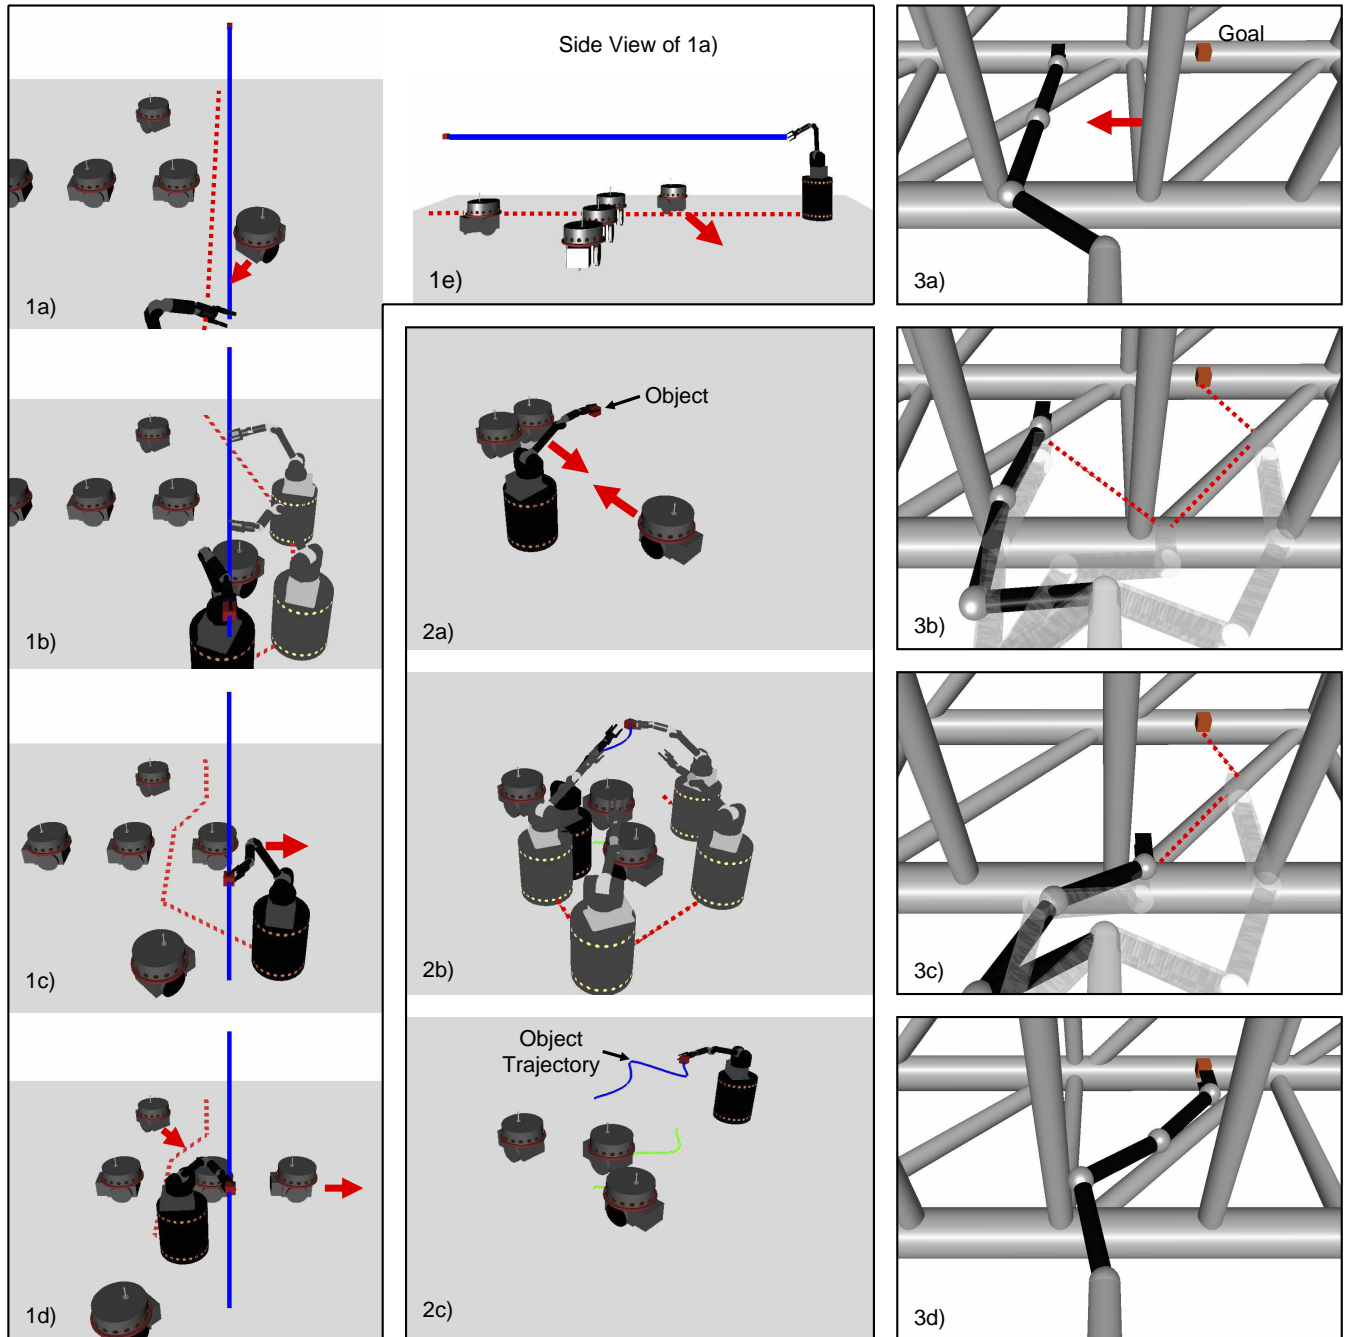 1a)
1b)
1c)
1d)
Side View of 1a)
1e)
Object
2a)
2b)
Object
Trajectory
2c)
Goal
3a)
3b)
3c)
3d)